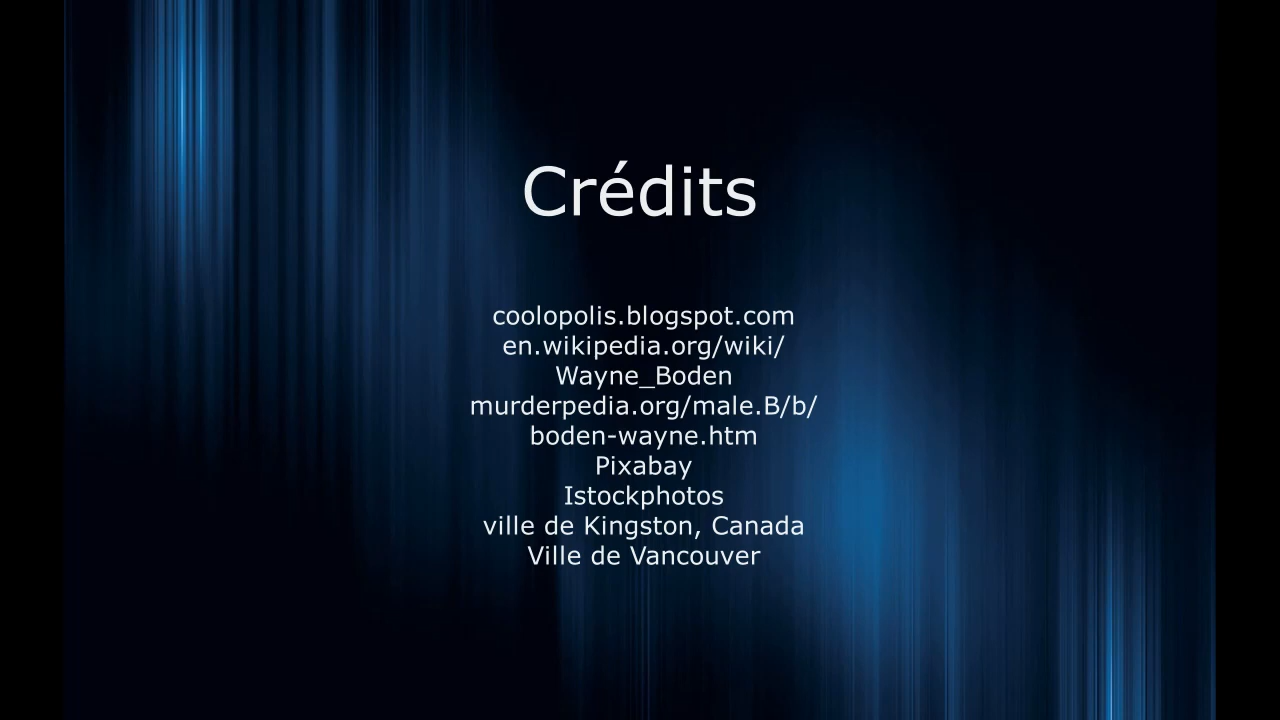 Crédits
coolopolis.blogspot.com
en.wikipedia.org/wiki/
Wayne_Boden
murderpedia.org/male.B/b/
boden-wayne.htm
Pixabay
Istockphotos
ville de Kingston, Canada
Ville de Vancouver